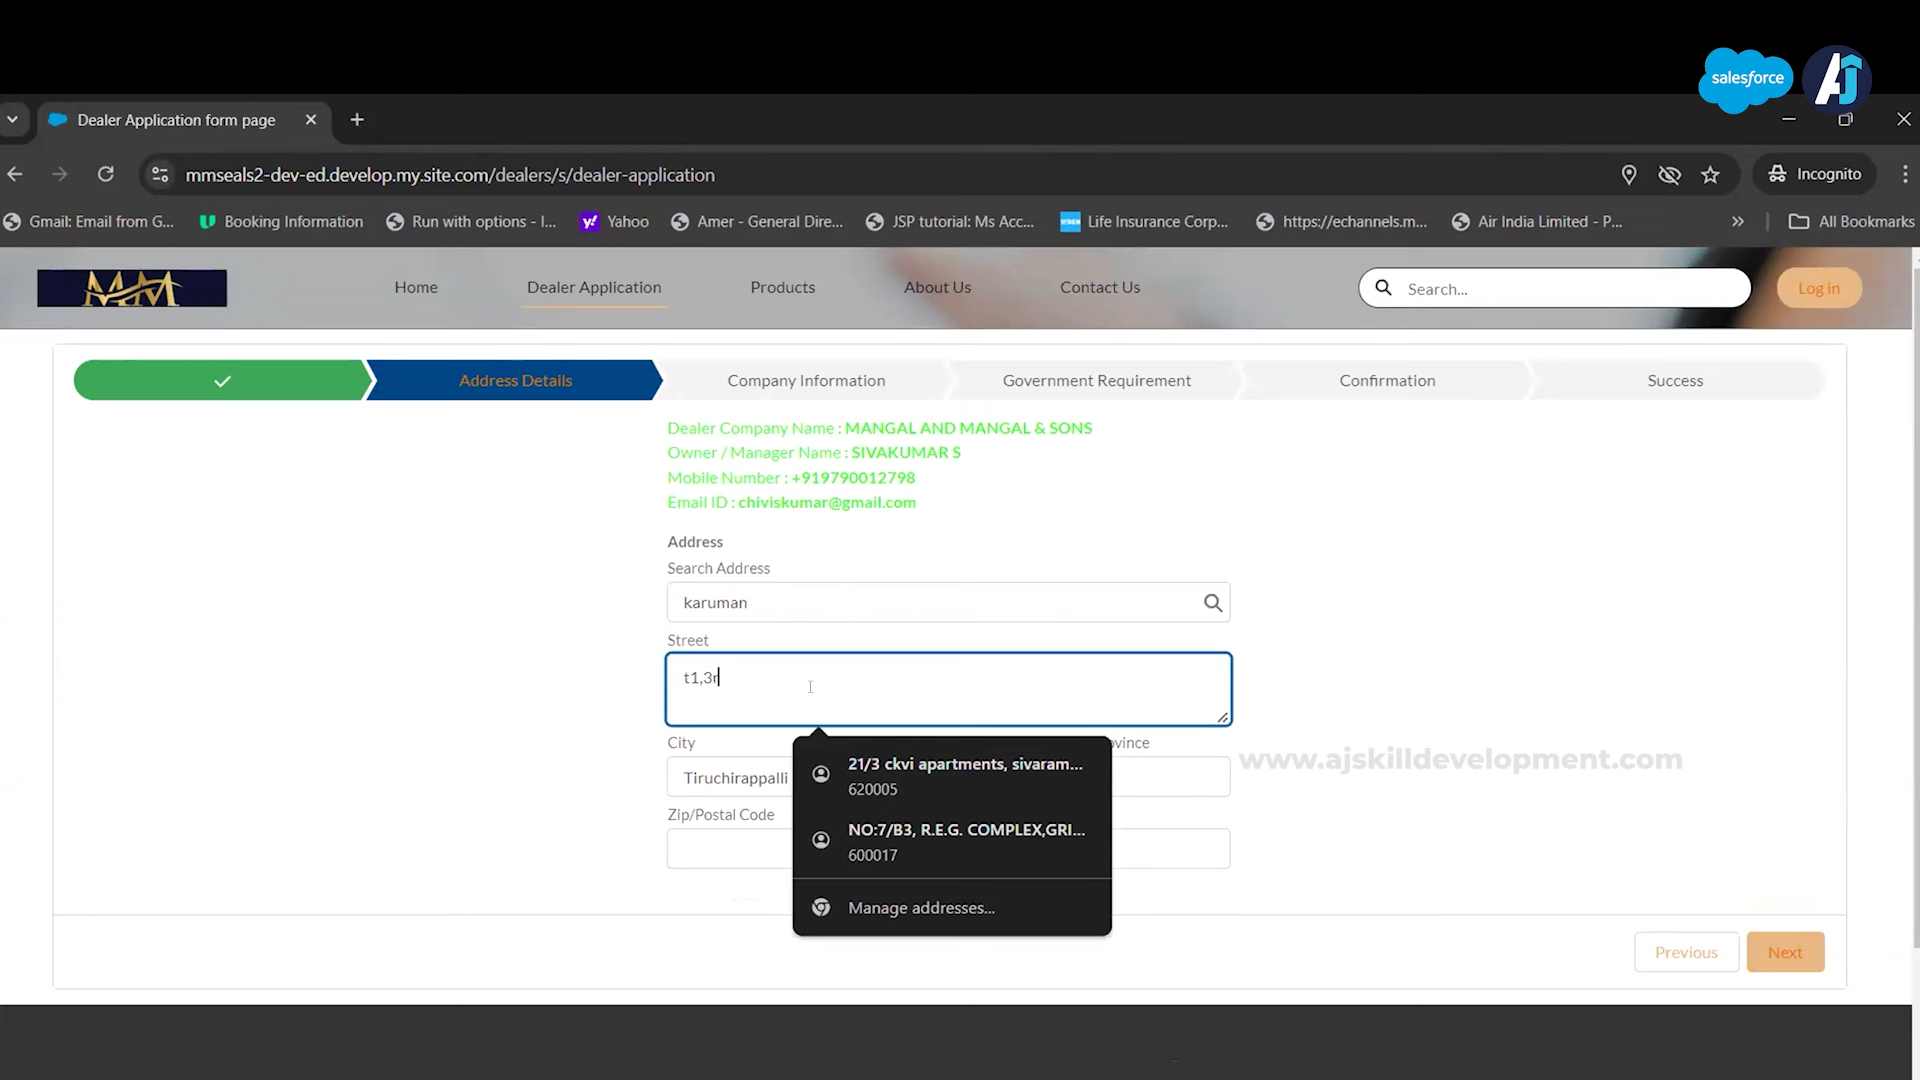 salesforce
AJ
Dealer Application form page
mmseals2-dev-ed.develop.my.site.com/dealers/s/dealer-application
Incognito
Gmail: Email from G...
Booking Information
Run with options - I...
Yahoo
Amer - General Dire...
JSP tutorial: Ms Acc...
Life Insurance Corp...
https://echannels.m...
Air India Limited - P...
All Bookmarks
MM
Home
Dealer Application
Products
About Us
Contact Us
Search...
Log in
Address Details
Company Information
Government Requirement
Confirmation
Success
Dealer Company Name : MANGAL AND MANGAL & SONS
Owner / Manager Name : SIVAKUMAR S
Mobile Number : +919790012798
Email ID : chiviskumar@gmail.com
Address
Search Address
karuman
Street
t1,3r
City
ovince
Tiruchirappalli
Zip/Postal Code
21/3 ckvi apartments, sivaram...
620005
NO:7/B3, R.E.G. COMPLEX,GRI...
600017
Manage addresses...
www.ajskilldevelopment.com
Previous
Next